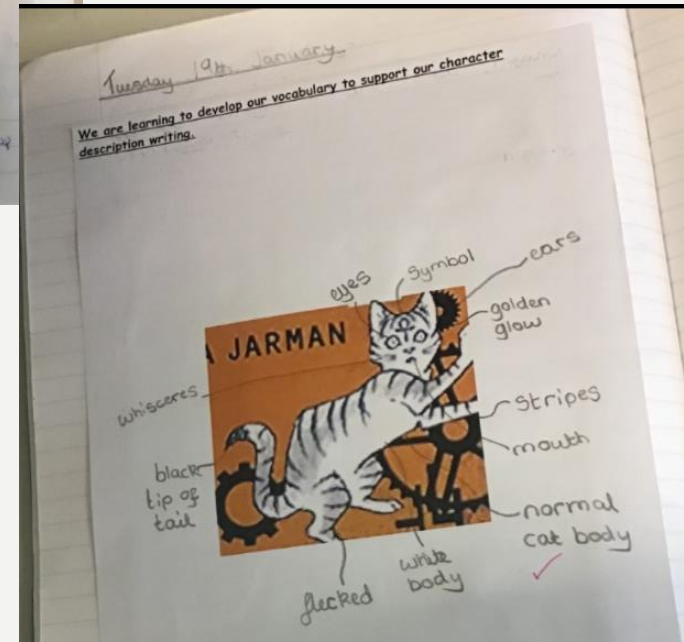 Tuesday 19th January
We are learning to develop our vocabulary to support our character
description writing.
eyes
symbol
ears
golden
glow
JARMAN
whisceres
stripes
mouth
black
tip of
tail
normal
cat body
white
body
flecked